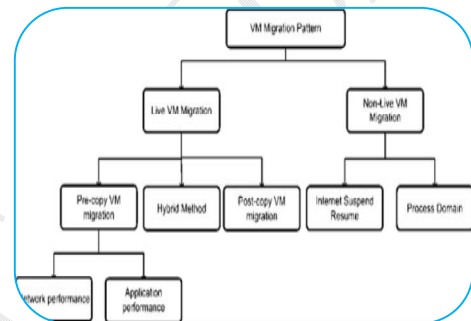 VM Migration Pattern
Live VM Migration
Non-Live VM
Migration
Pre-copy VM
migration
Hybrid Method
Post-copy VM
migration
Internet Suspend
Resume
Process Domain
etwork performance
Application
performance